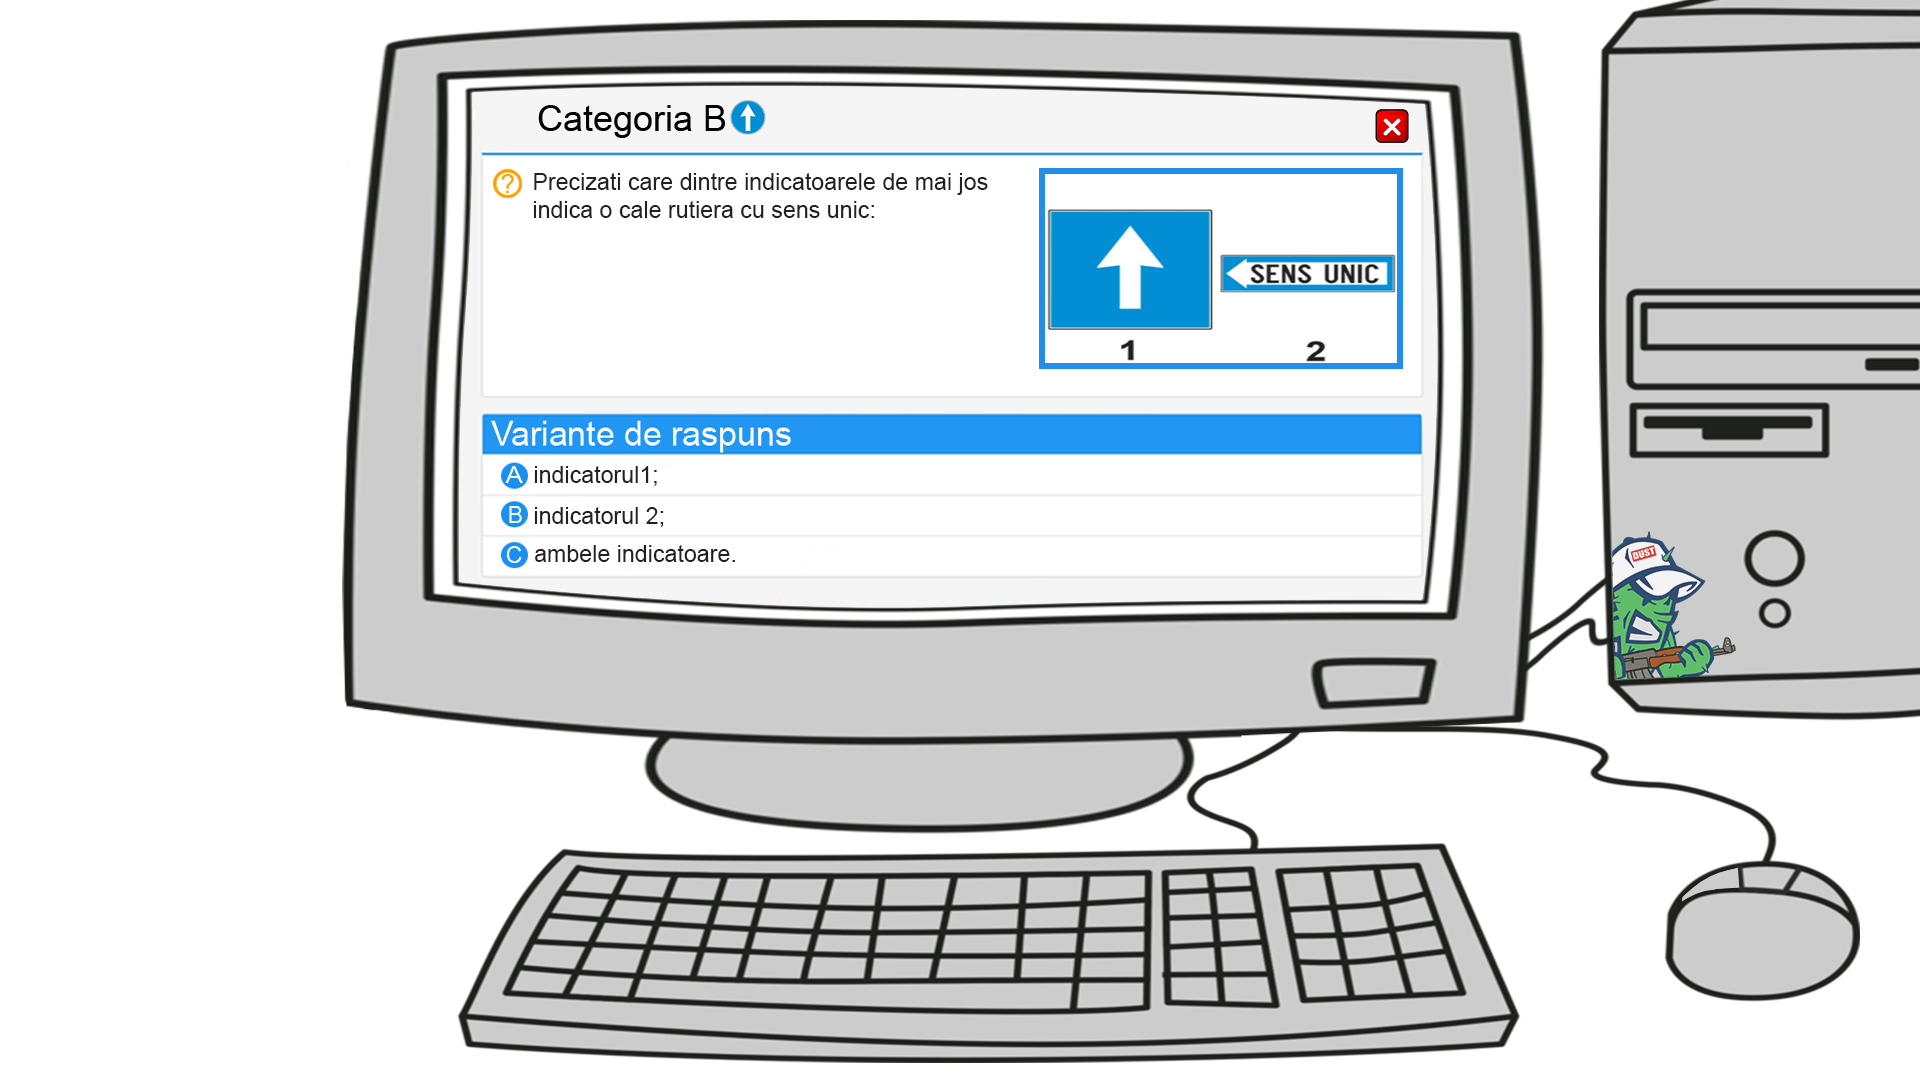 Categoria B
Precizati care dintre indicatoarele de mai jos
indica o cale rutiera cu sens unic:
SENS UNIC
1
2
Variante de raspuns
A indicatorul1;
B indicatorul 2;
C ambele indicatoare.
DUST